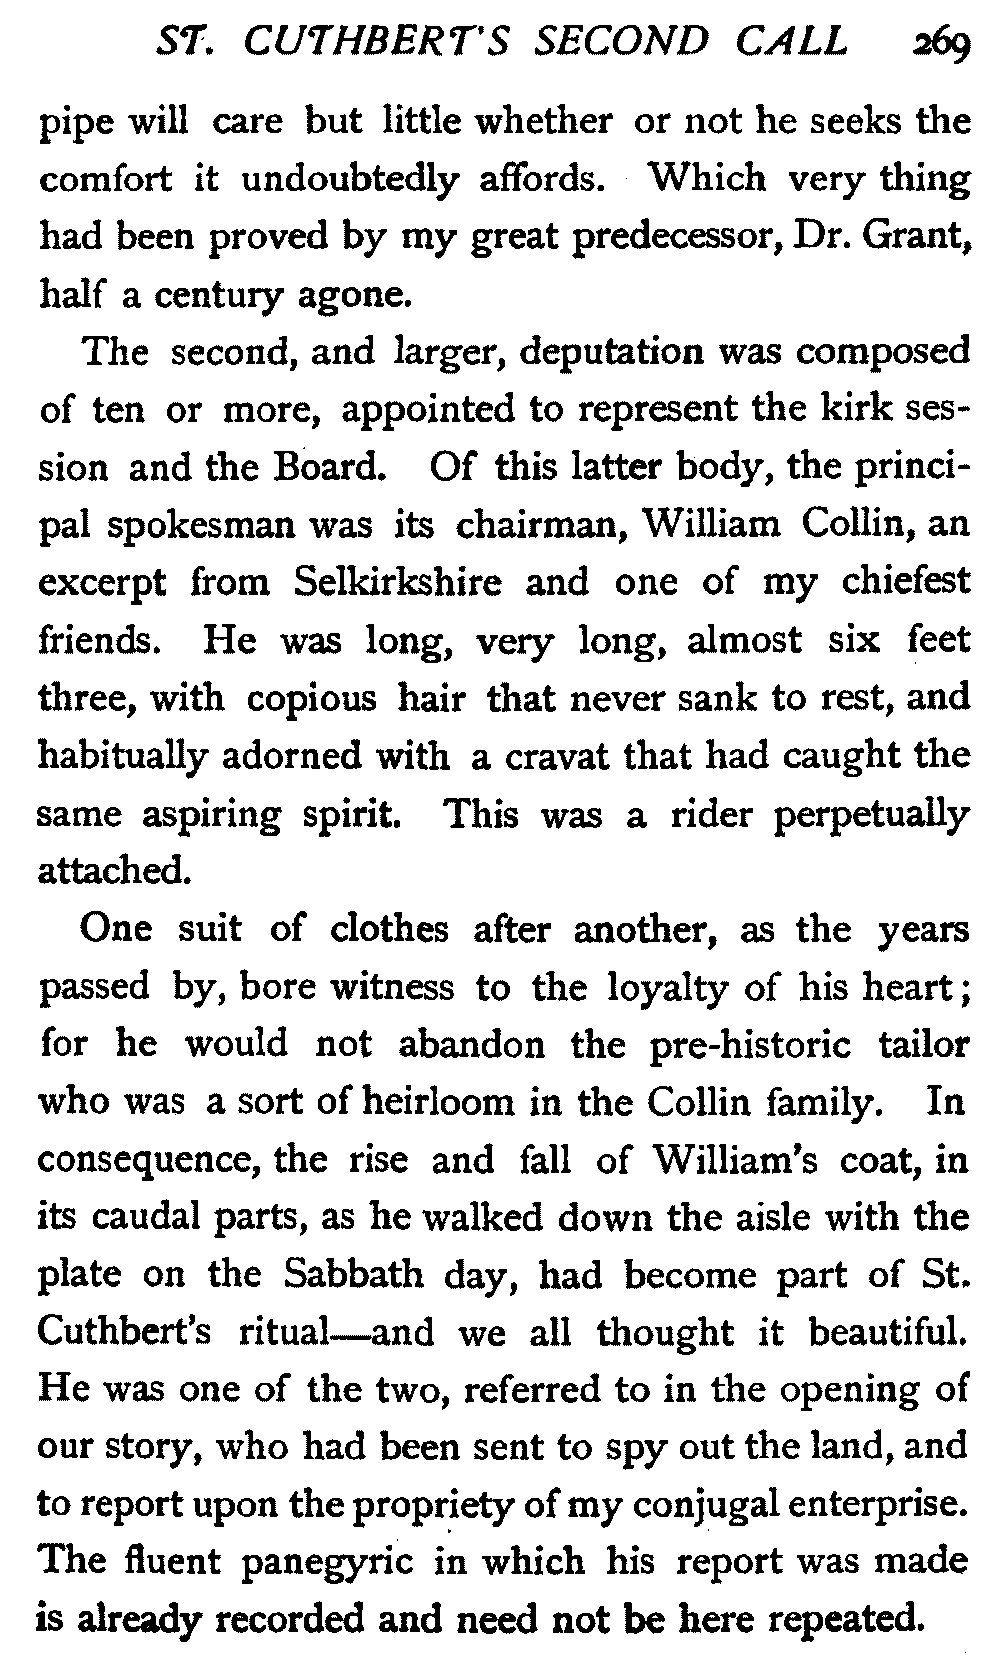 ST. CUTHBERT'S SECOND CALL 269
pipe will care but little whether or not he seeks the
comfort it undoubtedly affords. Which very thing
had been proved by my great predecessor, Dr. Grant,
half a century agone.
The second, and larger, deputation was composed
of ten or more, appointed to represent the kirk ses-
sion and the Board. Of this latter body, the princi-
pal spokesman was its chairman, William Collin, an
excerpt from Selkirkshire and one of my chiefest
friends. He was long, very long, almost six feet
three, with copious hair that never sank to rest, and
habitually adorned with a cravat that had caught the
same aspiring spirit. This was a rider perpetually
attached.
One suit of clothes after another, as the years
passed by, bore witness to the loyalty of his heart;
for he would not abandon the pre-historic tailor
who was a sort of heirloom in the Collin family. In
consequence, the rise and fall of William's coat, in
its caudal parts, as he walked down the aisle with the
plate on the Sabbath day, had become part of St.
Cuthbert's ritual—and we all thought it beautiful.
He was one of the two, referred to in the opening of
our story, who had been sent to spy out the land, and
to report upon the propriety of my conjugal enterprise.
The fluent panegyric in which his report was made
is already recorded and need not be here repeated.